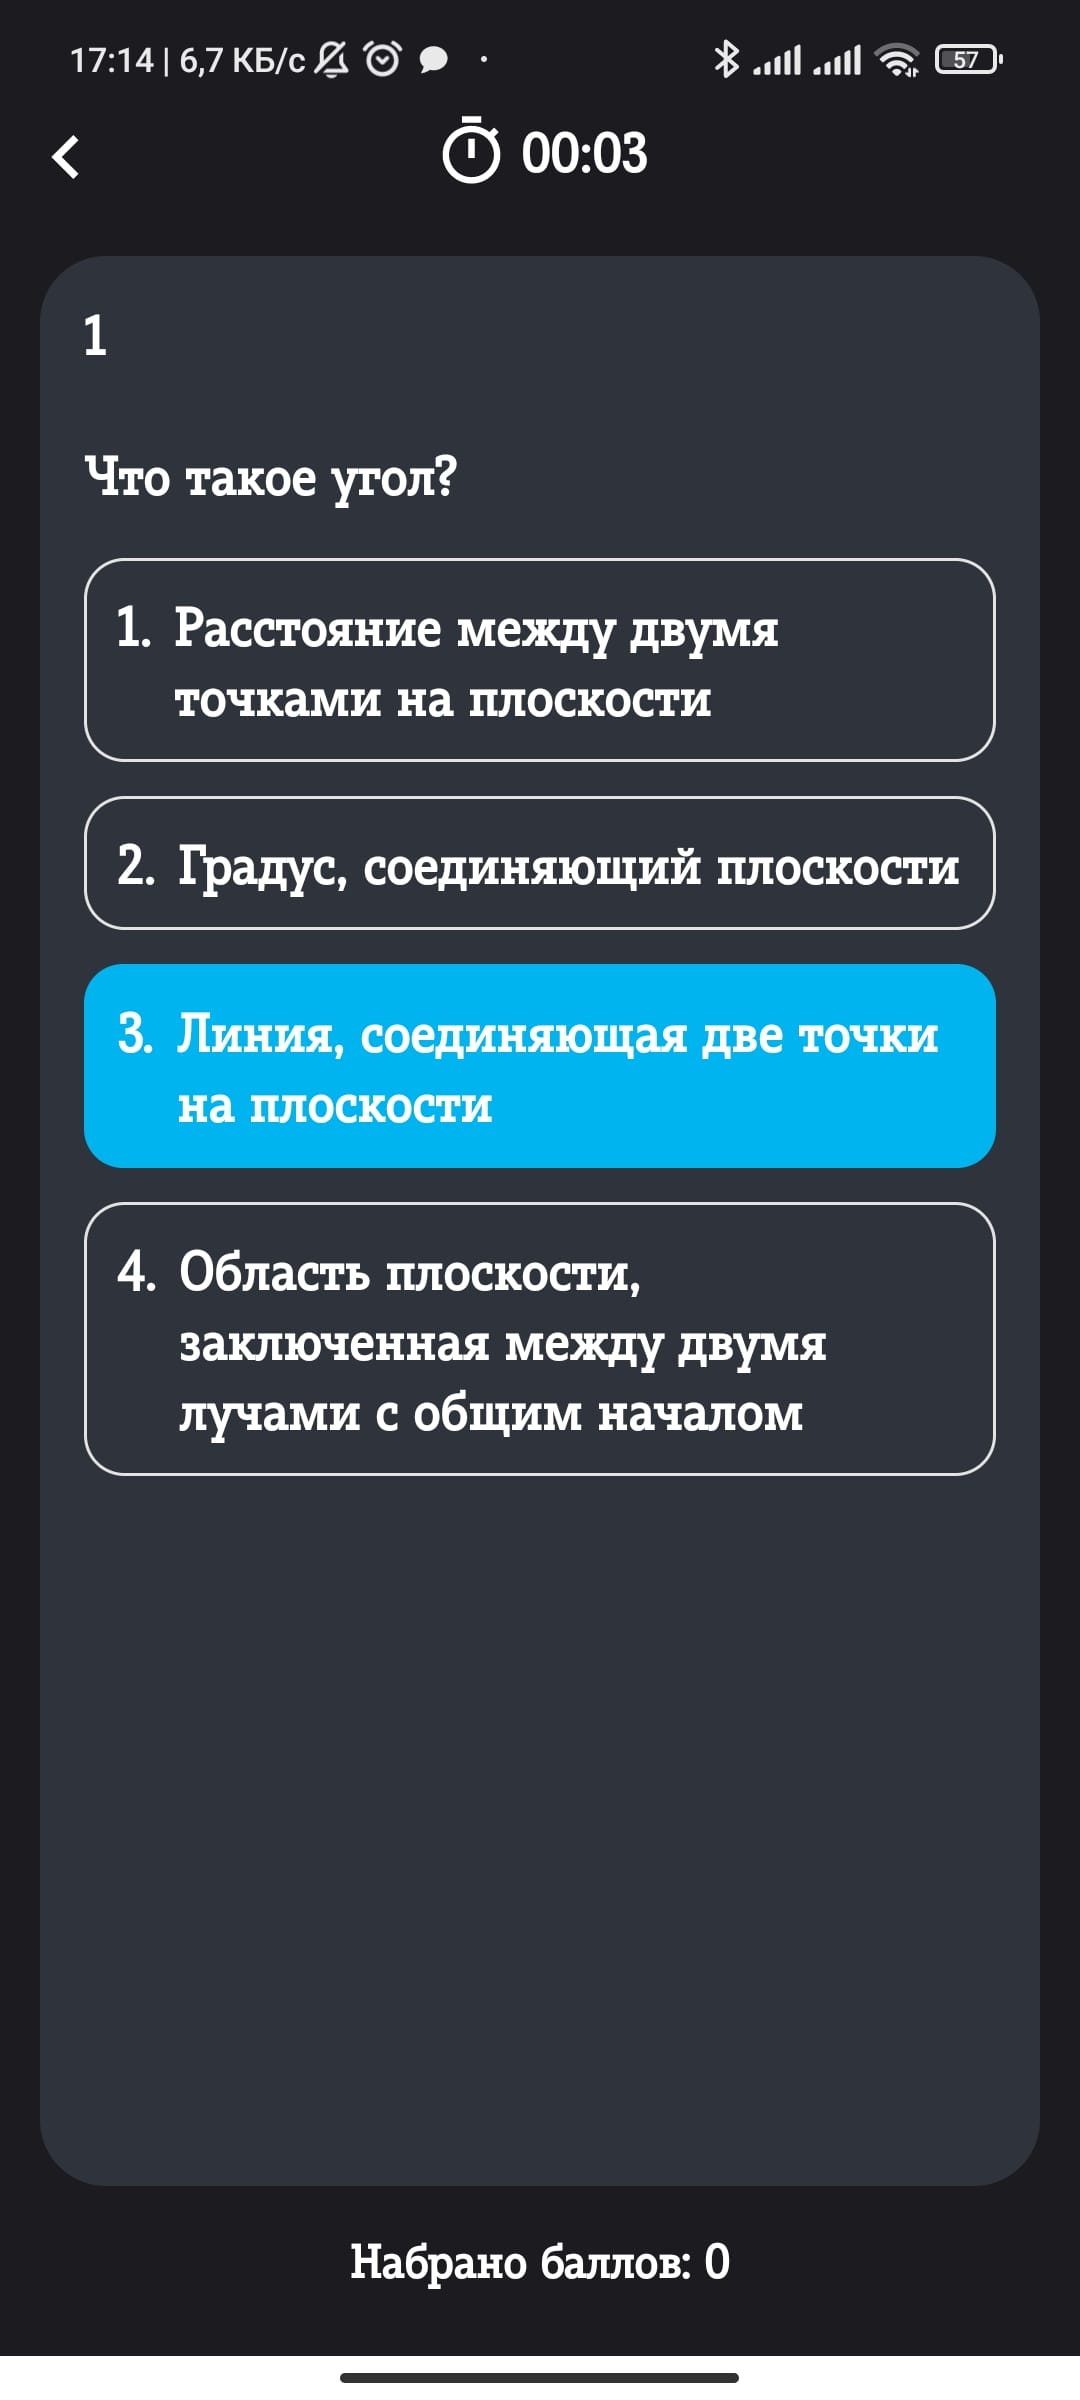 17:14 | 6,7 КБ/с 57
00:03
1
Что такое угол?
1. Расстояние между двумя
точками на плоскости
2. Градус, соединяющий плоскости
3. Линия, соединяющая две точки
на плоскости
4. Область плоскости,
заключенная между двумя
лучами с общим началом
Набрано баллов: 0